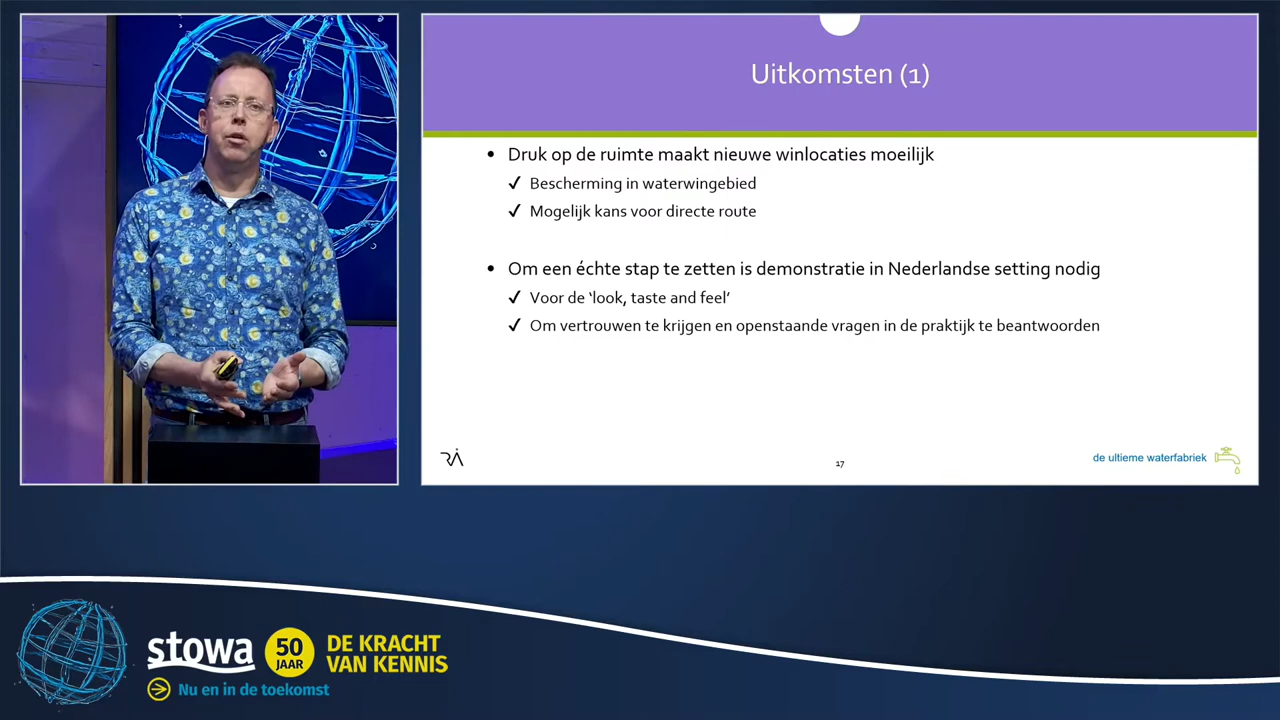 Uitkomsten (1)
• Druk op de ruimte maakt nieuwe winlocaties moeilijk
✓ Bescherming in waterwingebied
✓ Mogelijk kans voor directe route
• Om een échte stap te zetten is demonstratie in Nederlandse setting nodig
✓ Voor de ‘look, taste and feel’
✓ Om vertrouwen te krijgen en openstaande vragen in de praktijk te beantwoorden
17
de ultieme waterfabriek
stowa
50
JAAR
DE KRACHT
VAN KENNIS
Nu en in de toekomst